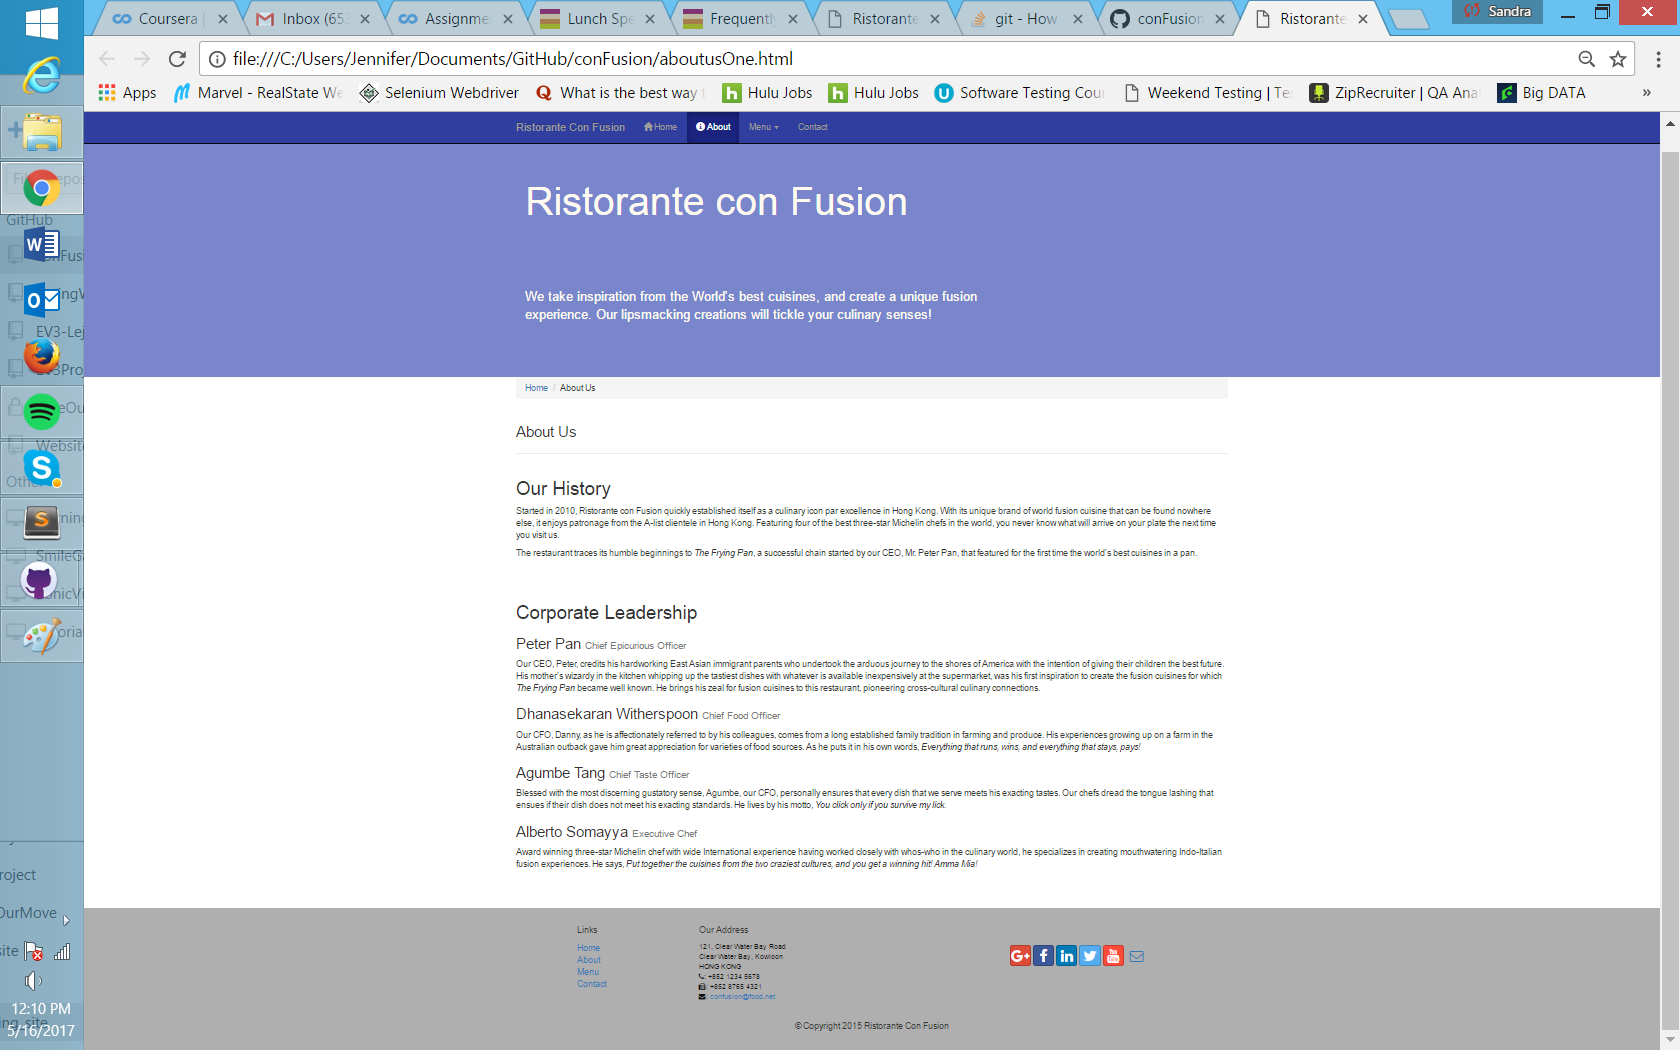 Coursera
Inbox (65
Assignme
Lunch Spe
Frequently
Ristorante
git - How
conFusion
Ristorante
Sandra
file:///C:/Users/Jennifer/Documents/GitHub/conFusion/aboutusOne.html
Apps
Marvel - RealState We
Selenium Webdriver
What is the best way t
Hulu Jobs
Hulu Jobs
Software Testing Cour
Weekend Testing | Te
ZipRecruiter | QA Ana
Big DATA
»
Ristorante Con Fusion
Home
About
Menu
Contact
Ristorante con Fusion
We take inspiration from the World's best cuisines, and create a unique fusion
experience. Our lipsmacking creations will tickle your culinary senses!
Home / About Us
About Us
Our History
Started in 2010, Ristorante con Fusion quickly established itself as a culinary icon par excellence in Hong Kong. With its unique brand of world fusion cuisine that can be found nowhere
else, it enjoys patronage from the A-list clientele in Hong Kong. Featuring four of the best three-star Michelin chefs in the world, you never know what will arrive on your plate the next time
you visit us.
The restaurant traces its humble beginnings to The Frying Pan, a successful chain started by our CEO, Mr. Peter Pan, that featured for the first time the world's best cuisines in a pan.
Corporate Leadership
Peter Pan Chief Epicurious Officer
Our CEO, Peter, credits his hardworking East Asian immigrant parents who undertook the arduous journey to the shores of America with the intention of giving their children the best future.
His mother's wizardy in the kitchen whipping up the tastiest dishes with whatever is available inexpensively at the supermarket, was his first inspiration to create the fusion cuisines for which
The Frying Pan became well known. He brings his zeal for fusion cuisines to this restaurant, pioneering cross-cultural culinary connections.
Dhanasekaran Witherspoon Chief Food Officer
Our CFO, Danny, as he is affectionately referred to by his colleagues, comes from a long established family tradition in farming and produce. His experiences growing up on a farm in the
Australian outback gave him great appreciation for varieties of food sources. As he puts it in his own words, Everything that runs, wins, and everything that stays, pays!
Agumbe Tang Chief Taste Officer
Blessed with the most discerning gustatory sense, Agumbe, our CFO, personally ensures that every dish that we serve meets his exacting tastes. Our chefs dread the tongue lashing that
ensues if their dish does not meet his exacting standards. He lives by his motto, You click only if you survive my lick.
Alberto Somayya Executive Chef
Award winning three-star Michelin chef with wide International experience having worked closely with whos-who in the culinary world, he specializes in creating mouthwatering Indo-Italian
fusion experiences. He says, Put together the cuisines from the two craziest cultures, and you get a winning hit! Amma Mia!
Links
Home
About
Menu
Contact
Our Address
121, Clear Water Bay Road
Clear Water Bay, Kowloon
HONG KONG
: +852 1234 5678
: +852 8765 4321
: confusion@food.net
G+ f in You Tube
© Copyright 2015 Ristorante Con Fusion
GitHub
EV3-Lej
EV3Proj
Website
SmileGa
roject
OurMove
site
12:10 PM
ing_site
5/16/2017